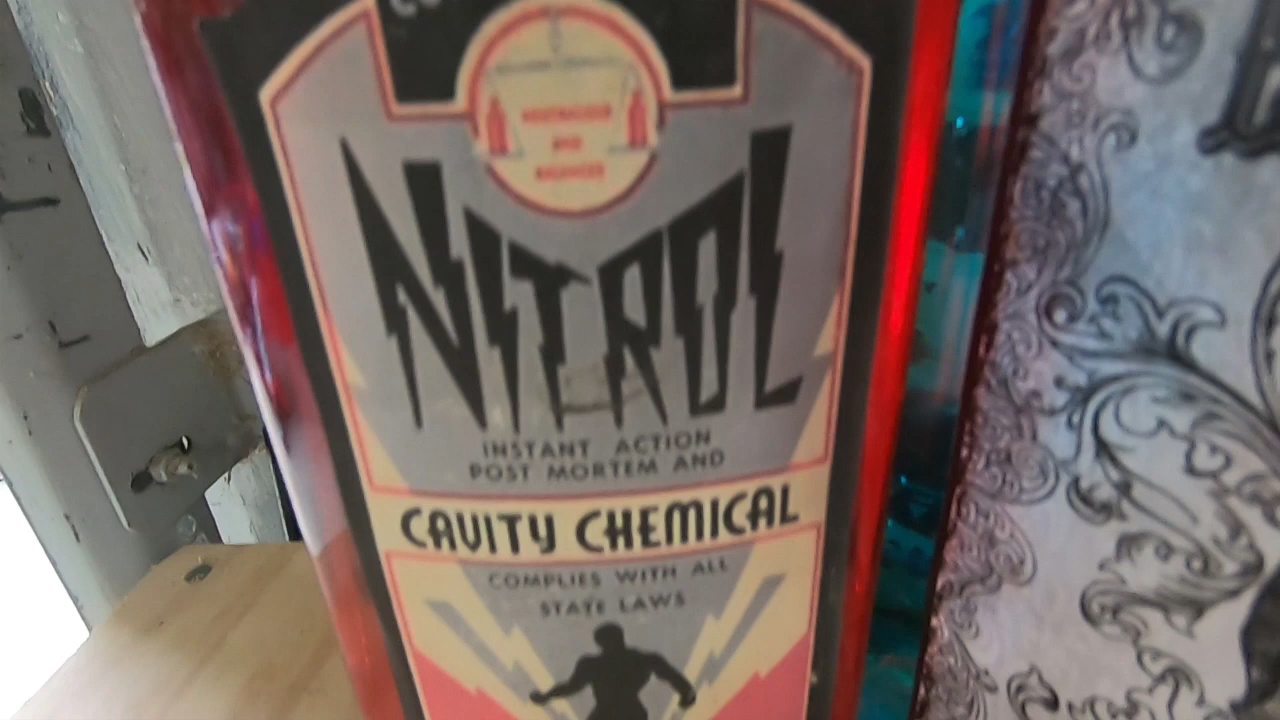 NITROL
INSTANT ACTION
POST MORTEM AND
CAVITY CHEMICAL
COMPLIES WITH ALL
STATE LAWS